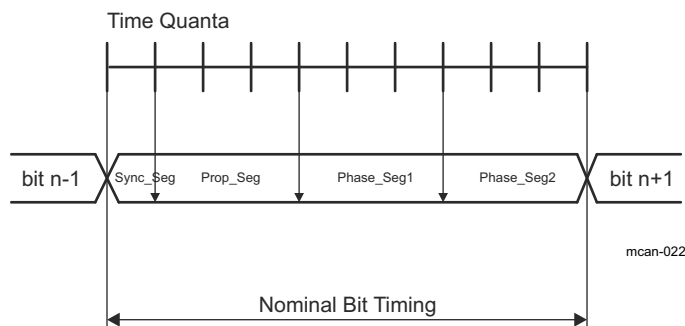 Time Quanta
bit n-1 Sync_Seg Prop_Seg Phase_Seg1 Phase_Seg2 bit n+1
mcan-022
Nominal Bit Timing